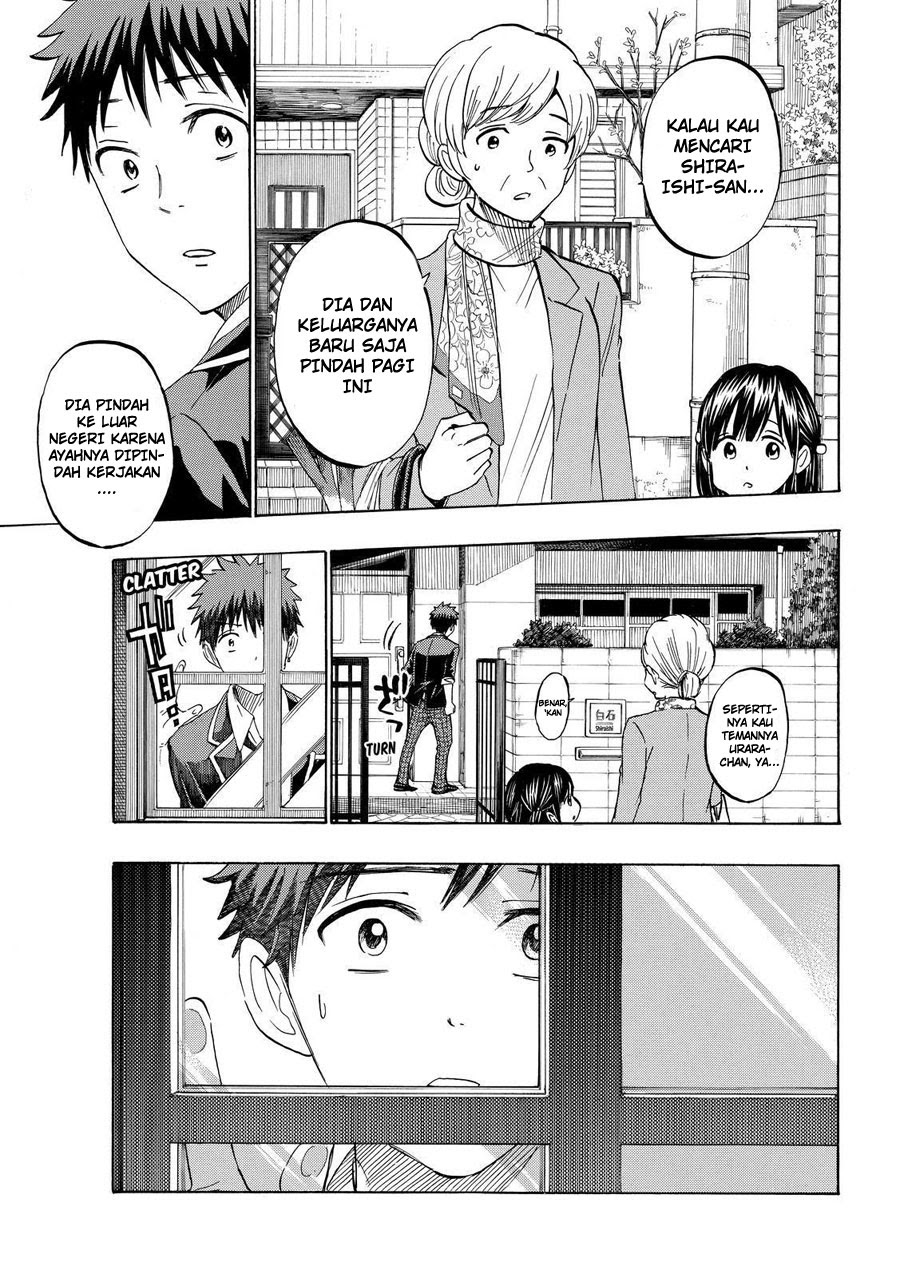 KALAU KAU
MENCARI
SHIRA-
ISHI-SAN...
DIA DAN
KELUARGANYA
BARU SAJA
PINDAH PAGI
INI
DIA PINDAH
KE LUAR
NEGERI KARENA
AYAHNYA DIPIN-
DAH KERJAKAN
....
SEPERTI-
NYA KAU
TEMANNYA
URARA-
CHAN, YA...
BENAR,
'KAN
白石
Shiraishi
TURN
CLATTER